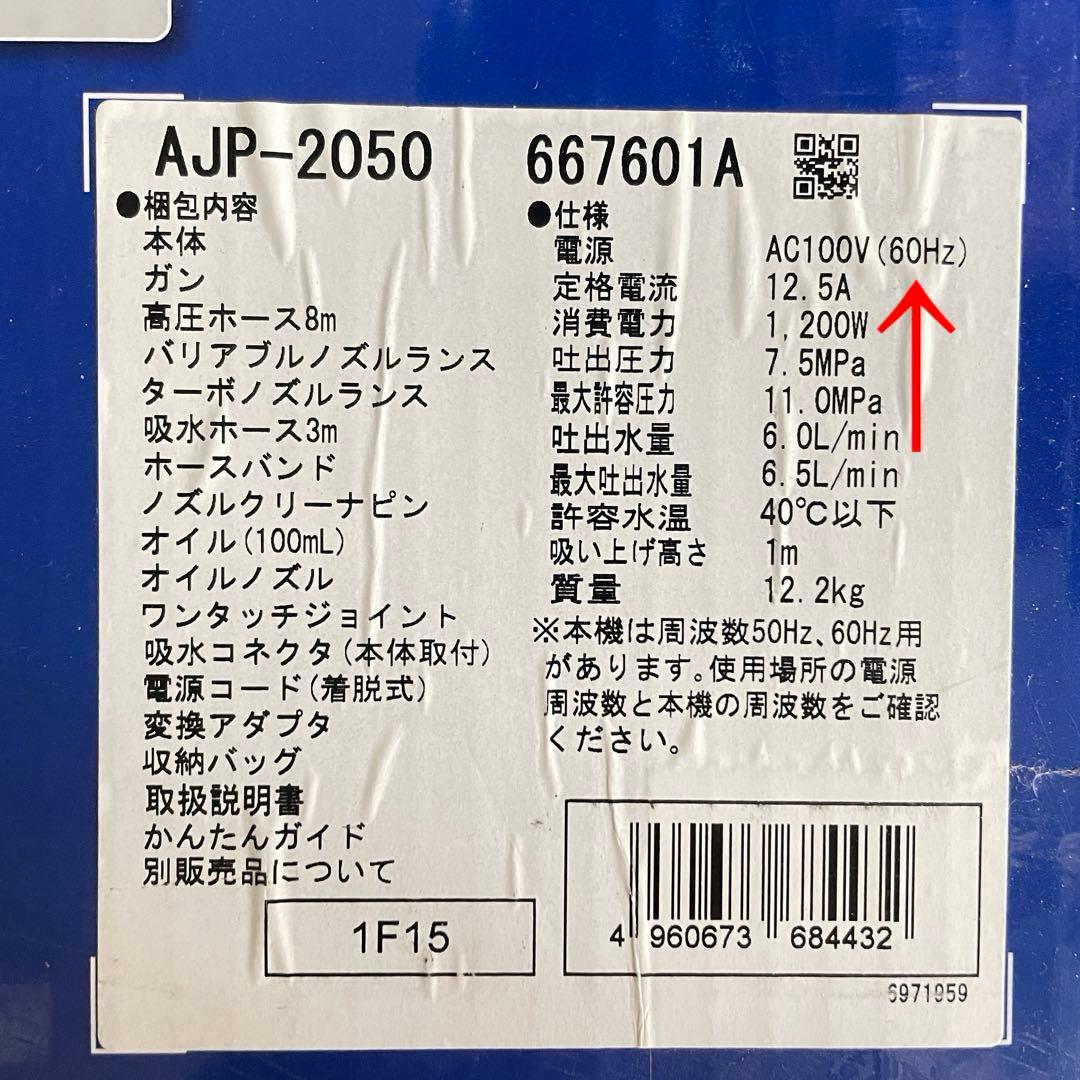 AJP-2050
667601A
●梱包内容
本体
ガン
高圧ホース8m
バリアブルノズルランス
ターボノズルランス
吸水ホース3m
ホースバンド
ノズルクリーナピン
オイル(100mL)
オイルノズル
ワンタッチジョイント
吸水コネクタ(本体取付)
電源コード(着脱式)
変換アダプタ
収納バッグ
取扱説明書
かんたんガイド
別販売品について
1F15
●仕様
電源 AC100V(60Hz)
定格電流 12.5A
消費電力 1,200W
吐出圧力 7.5MPa
最大許容圧力 11.0MPa
吐出水量 6.0L/min
最大吐出水量 6.5L/min
許容水温 40℃以下
吸い上げ高さ 1m
質量 12.2kg
※本機は周波数50Hz、60Hz用
があります。使用場所の電源
周波数と本機の周波数をご確認
ください。
4 960673 684432
6971959